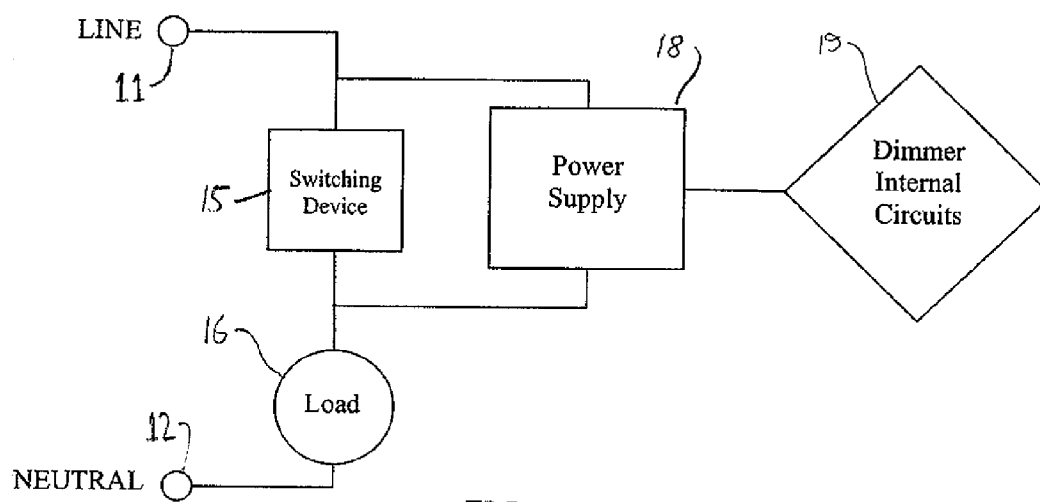 LINE
11
18
19
Switching
Device
15
Power
Supply
Dimmer
Internal
Circuits
16
Load
12
NEUTRAL